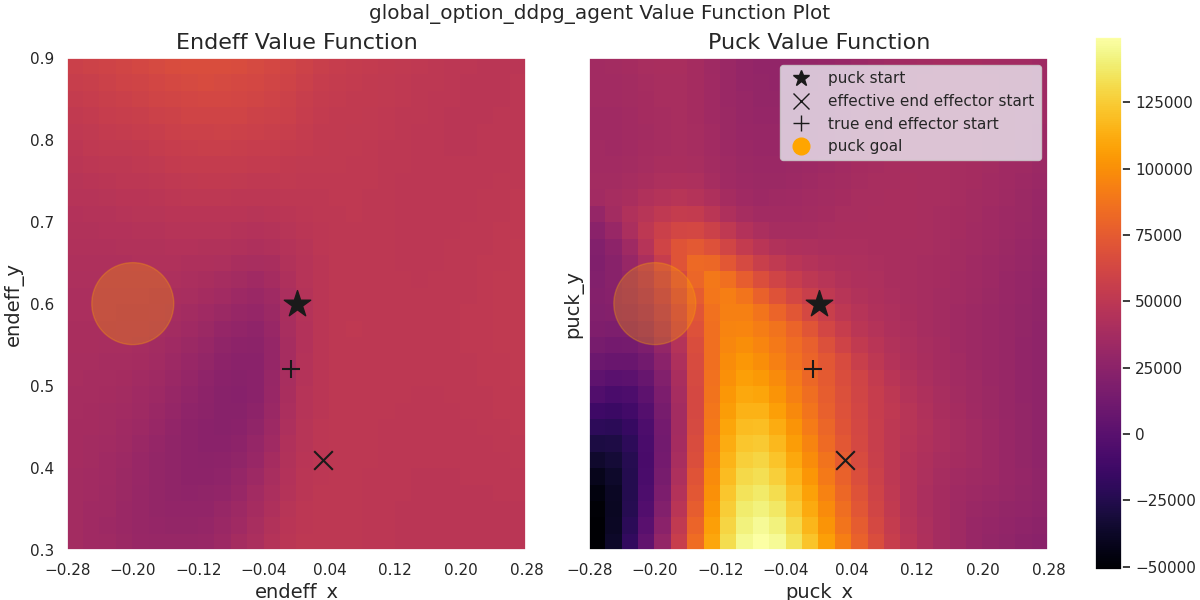 global_option_ddpg_agent Value Function Plot
Endeff Value Function
0.9
0.8
0.7
0.6
0.5
0.4
0.3
endeff_y
−0.28 −0.20 −0.12 −0.04 0.04 0.12 0.20 0.28
endeff_x
Puck Value Function
puck start
effective end effector start
true end effector start
puck goal
puck_y
−0.28 −0.20 −0.12 −0.04 0.04 0.12 0.20 0.28
puck_x
125000
100000
75000
50000
25000
0
−25000
−50000